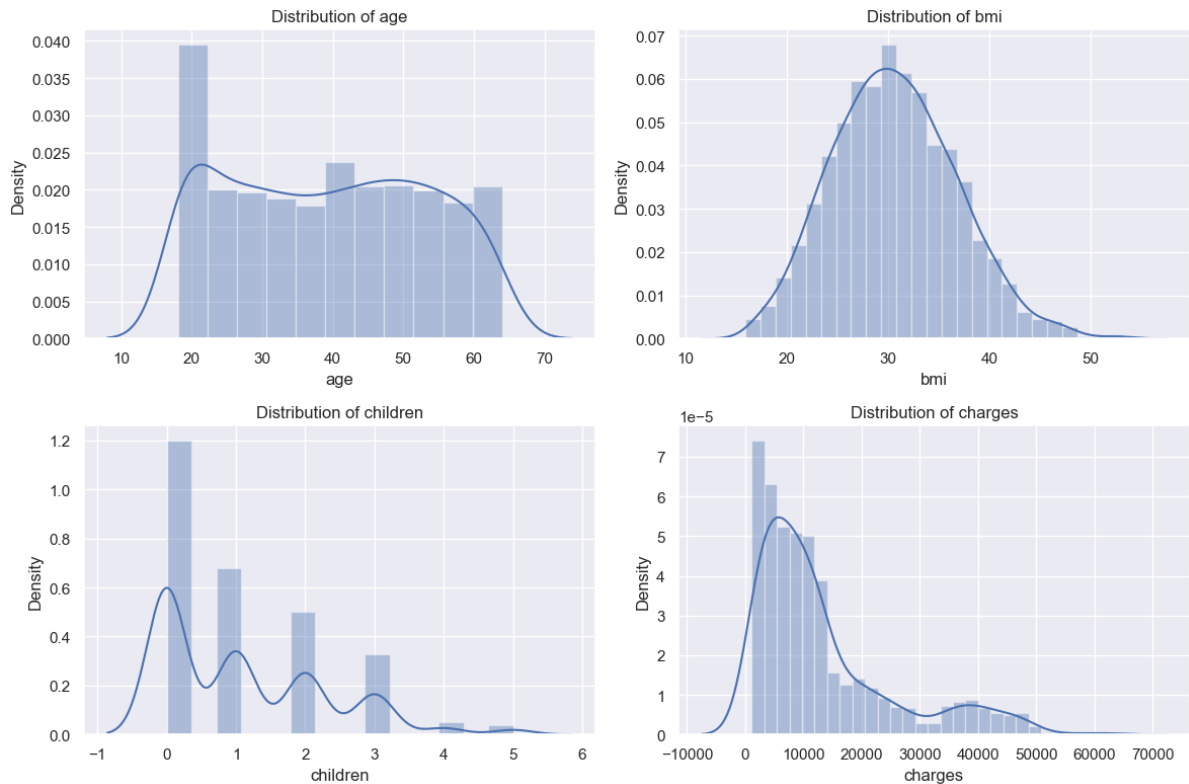 Distribution of age
Density
0.040
0.035
0.030
0.025
0.020
0.015
0.010
0.005
0.000
10 20 30 40 50 60 70
age
Distribution of bmi
Density
0.07
0.06
0.05
0.04
0.03
0.02
0.01
0.00
10 20 30 40 50
bmi
Distribution of children
Density
1.2
1.0
0.8
0.6
0.4
0.2
0.0
−1 0 1 2 3 4 5 6
children
Distribution of charges
1e−5
Density
7
6
5
4
3
2
1
0
−10000 0 10000 20000 30000 40000 50000 60000 70000
charges